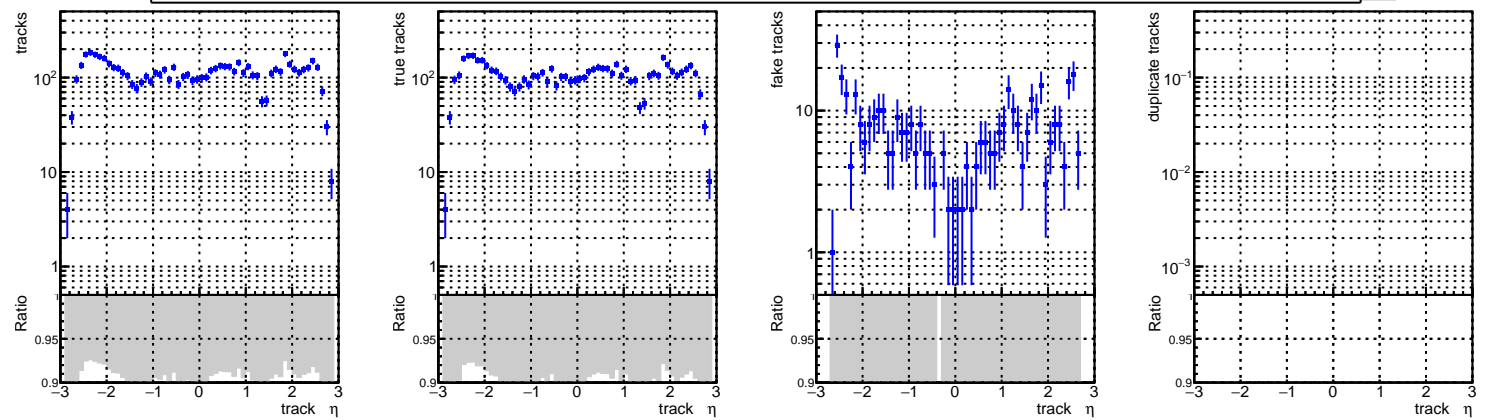 tracks
10²
10
1
Ratio
1
0.95
0.9
−3 −2 −1 0 1 2 3
track η
true tracks
10²
10
1
Ratio
1
0.95
0.9
−3 −2 −1 0 1 2 3
track η
fake tracks
10
1
Ratio
1
0.95
0.9
−3 −2 −1 0 1 2 3
track η
duplicate tracks
10⁻¹
10⁻²
10⁻³
Ratio
1
0.95
0.9
−3 −2 −1 0 1 2 3
track η